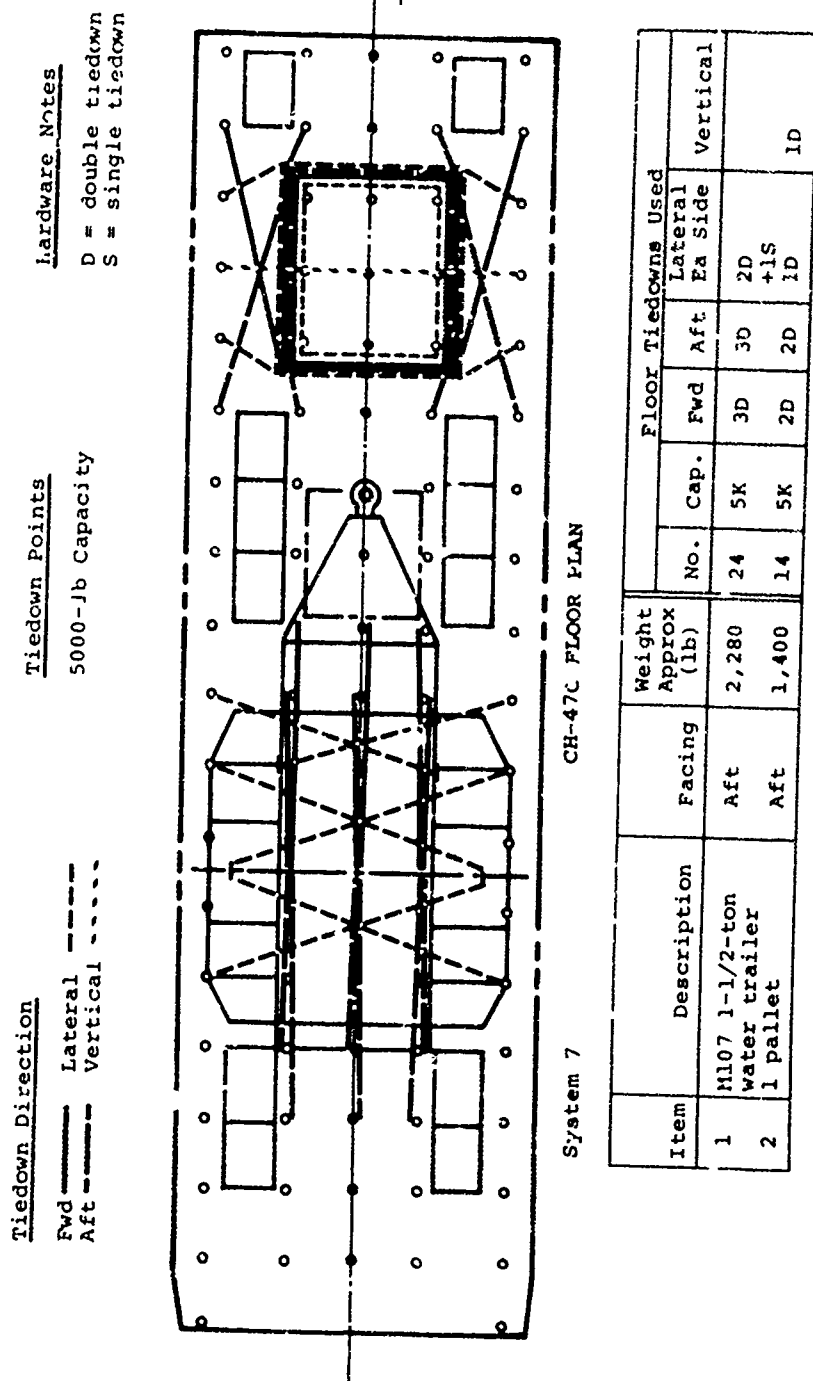 Tiedown Direction
Fwd
Aft
Lateral
Vertical
Tiedown Points
5000-lb Capacity
Hardware Notes
D = double tiedown
S = single tiedown
System 7
CH-47C FLOOR PLAN
Item Description Facing Weight Approx (lb) Floor Tiedowns Used
No. Cap. Fwd Aft Lateral Ea Side Vertical
1 M107 1-1/2-ton water trailer Aft 2,280 24 5K 3D 3D 2D +1S
2 1 pallet Aft 1,400 14 5K 2D 2D 1D 1D